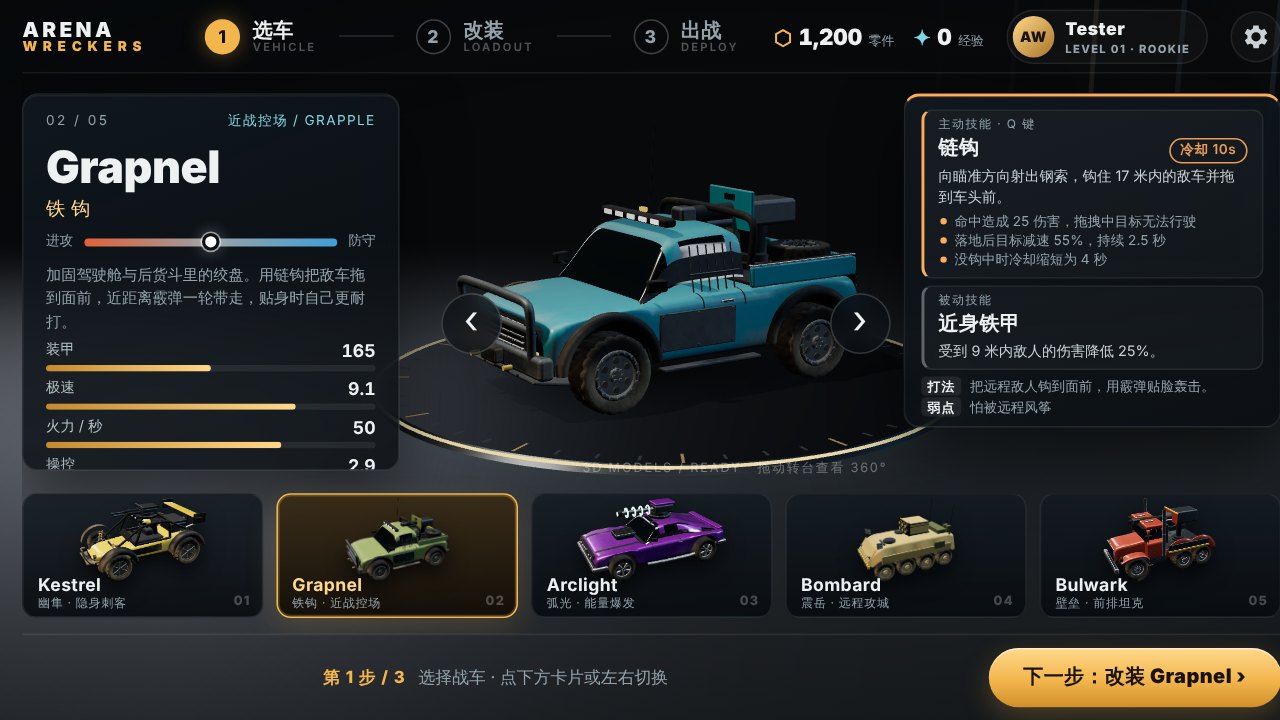 ARENA
WRECKERS
1 选车 VEHICLE
2 改装 LOADOUT
3 出战 DEPLOY
1,200 零件
0 经验
AW
Tester
LEVEL 01 · ROOKIE
02 / 05
近战控场 / GRAPPLE
Grapnel
铁钩
进攻 防守
加固驾驶舱与后货斗里的绞盘。用链钩把敌车拖
到面前，近距离霰弹一轮带走，贴身时自己更耐
打。
装甲 165
极速 9.1
火力 / 秒 50
操控 2.9
‹ ›
主动技能 · Q 键
链钩
冷却 10s
向瞄准方向射出钢索，钩住 17 米内的敌车并拖
到车头前。
命中造成 25 伤害，拖拽中目标无法行驶
落地后目标减速 55%，持续 2.5 秒
没钩中时冷却缩短为 4 秒
被动技能
近身铁甲
受到 9 米内敌人的伤害降低 25%。
打法 把远程敌人钩到面前，用霰弹贴脸轰击。
弱点 怕被远程风筝
3D MODELS / READY 拖动转台查看 360°
Kestrel
幽隼 · 隐身刺客 01
Grapnel
铁钩 · 近战控场 02
Arclight
弧光 · 能量爆发 03
Bombard
震岳 · 远程攻城 04
Bulwark
壁垒 · 前排坦克 05
第 1 步 / 3 选择战车 · 点下方卡片或左右切换
下一步：改装 Grapnel ›